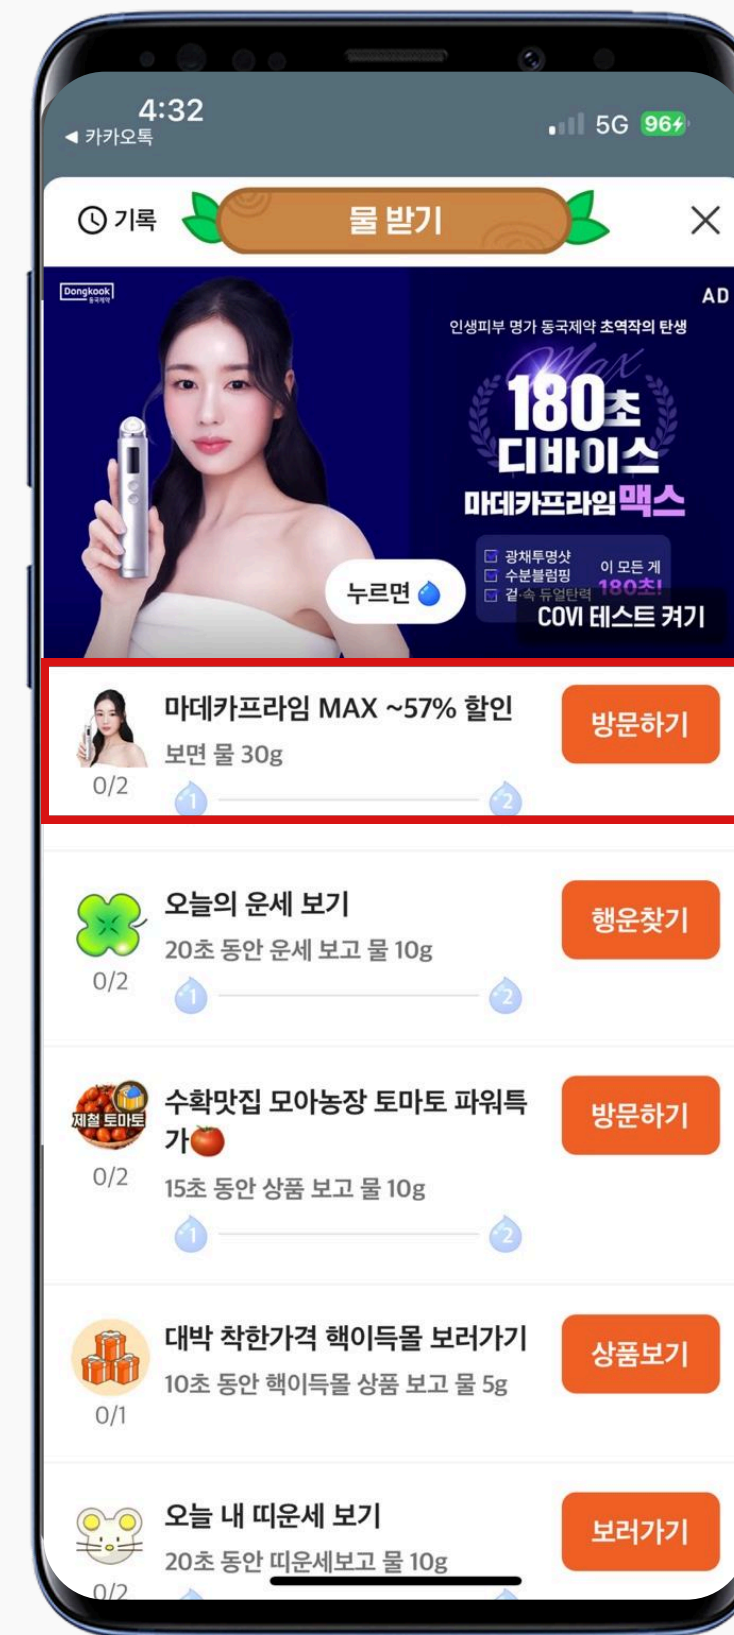 4:32
◀ 카카오톡
5G 96
기록
물 받기
Dongkook
동국제약
AD
인생피부 명가 동국제약 초역작의 탄생
Max
180초
디바이스
마데카프라임맥스
광채투명샷
수분볼륨핑
겉·속 듀얼탄력
이 모든 게
180초!
누르면
COVI 테스트 켜기
마데카프라임 MAX ~57% 할인
보면 물 30g
방문하기
0/2
1
2
오늘의 운세 보기
20초 동안 운세 보고 물 10g
행운찾기
0/2
1
2
제철 토마토
수확맛집 모아농장 토마토 파워특
가
15초 동안 상품 보고 물 10g
방문하기
0/2
1
2
대박 착한가격 핵이득몰 보러가기
10초 동안 핵이득몰 상품 보고 물 5g
상품보기
0/1
오늘 내 띠운세 보기
20초 동안 띠운세보고 물 10g
보러가기
0/2